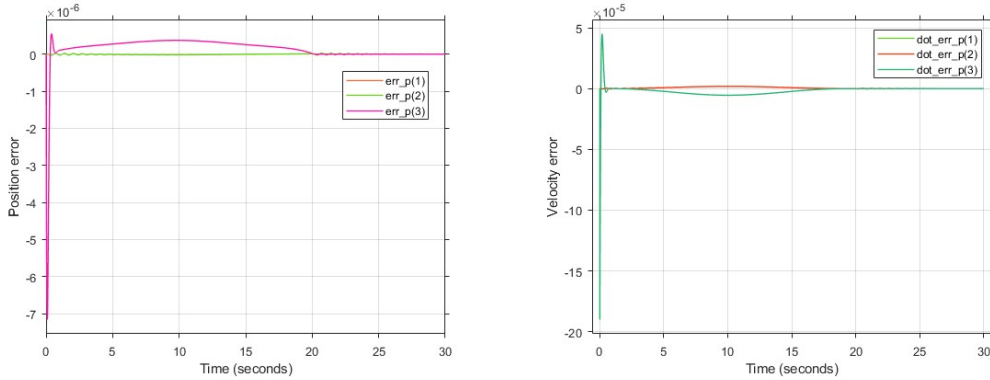 ×10⁻⁶
0
-1
-2
-3
-4
-5
-6
-7
Position error
err_p(1)
err_p(2)
err_p(3)
0 5 10 15 20 25 30
Time (seconds)
×10⁻⁵
5
0
-5
-10
-15
-20
Velocity error
dot_err_p(1)
dot_err_p(2)
dot_err_p(3)
0 5 10 15 20 25 30
Time (seconds)